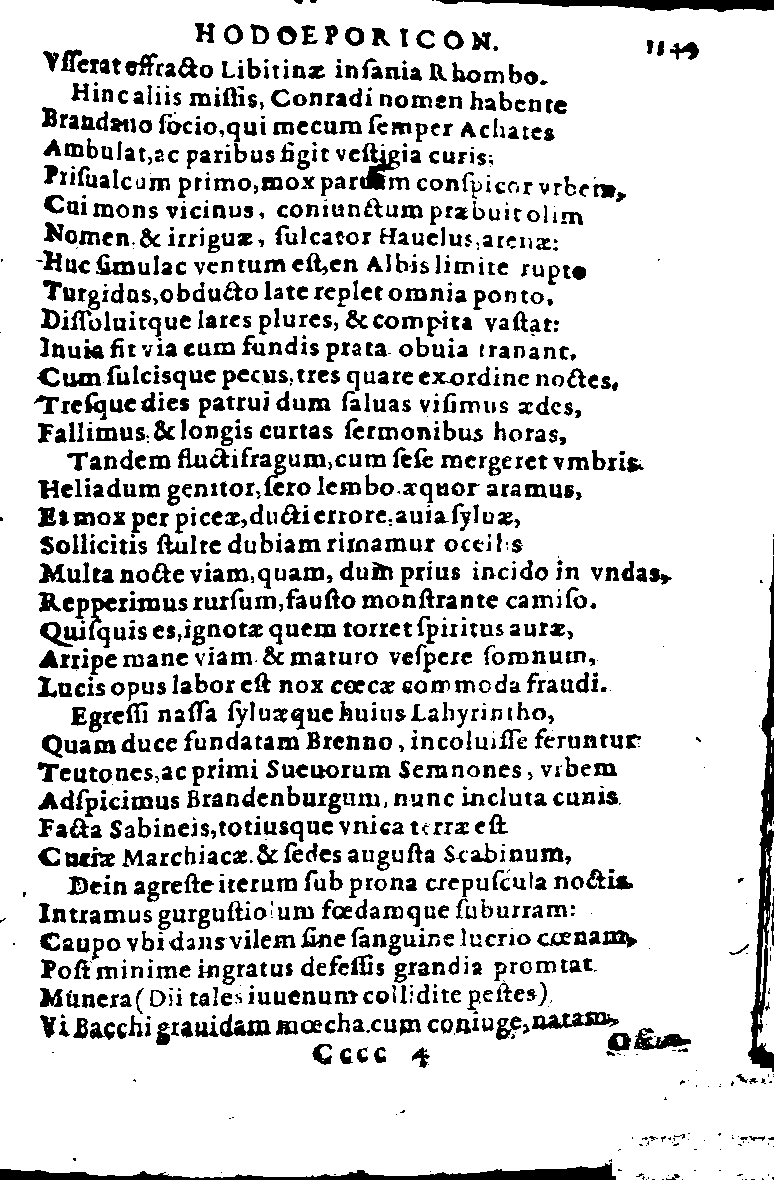 HODOEPORICON. 1149
Vſſerat effracto Libitinæ inſania Rhombo.
Hinc aliis miſſis, Conradi nomen habente
Brandano ſocio, qui mecum ſemper Achates
Ambulat, ac paribus figit veſtigia curis;
Priſualcum primo, mox paruam conſpicor vrbem,
Cui mons vicinus, coniunctum præbuit olim
Nomen. & irriguæ, ſulcator Hauelus, arenæ:
Huc ſimulac ventum eſt, en Albis limite rupto
Turgidus, obducto late replet omnia ponto,
Diſſoluitque lares plures, & compita vaſtat:
Inuia fit via cum fundis prata obuia tranant,
Cum ſulciſque pecus, tres quare ex ordine noctes,
Treſque dies patrui dum ſaluas viſimus ædes,
Fallimus, & longis curtas ſermonibus horas,
Tandem fluctifragum, cum ſeſe mergeret vmbris
Heliadum genitor, ſero lembo æquor aramus,
Et mox per piceæ, ducti errore, auia ſyluæ,
Sollicitis ſtulte dubiam rimamur ocellis
Multa nocte viam, quam, dum prius incido in vndas,
Repperimus rurſum, fauſto monſtrante camiſo.
Quiſquis es, ignotæ quem torret ſpiritus auræ,
Arripe mane viam & maturo veſpere ſomnum,
Lucis opus labor eſt nox cœcæ commoda fraudi.
Egreſſi naſſa ſyluæque huius Labyrintho,
Quam duce fundatam Brenno, incoluiſſe feruntur
Teutones, ac primi Sueuorum Semnones, vrbem
Adſpicimus Brandenburgum, nunc incluta cunis
Facta Sabineis, totiusque vnica terræ eſt
Curiæ Marchiacæ & ſedes auguſta Scabinum,
Dein agreſte iterum ſub prona crepuſcula noctis
Intramus gurguſtiolum fœdamque ſuburram:
Caupo vbi dans vilem ſine ſanguine lucrio cœnam,
Poſt minime ingratus defeſſis grandia promtat
Munera (Dii tales iuuenum collidite peſtes)
Vi Bacchi grauidam mœcha cum coniuge, natam,
Cccc 4